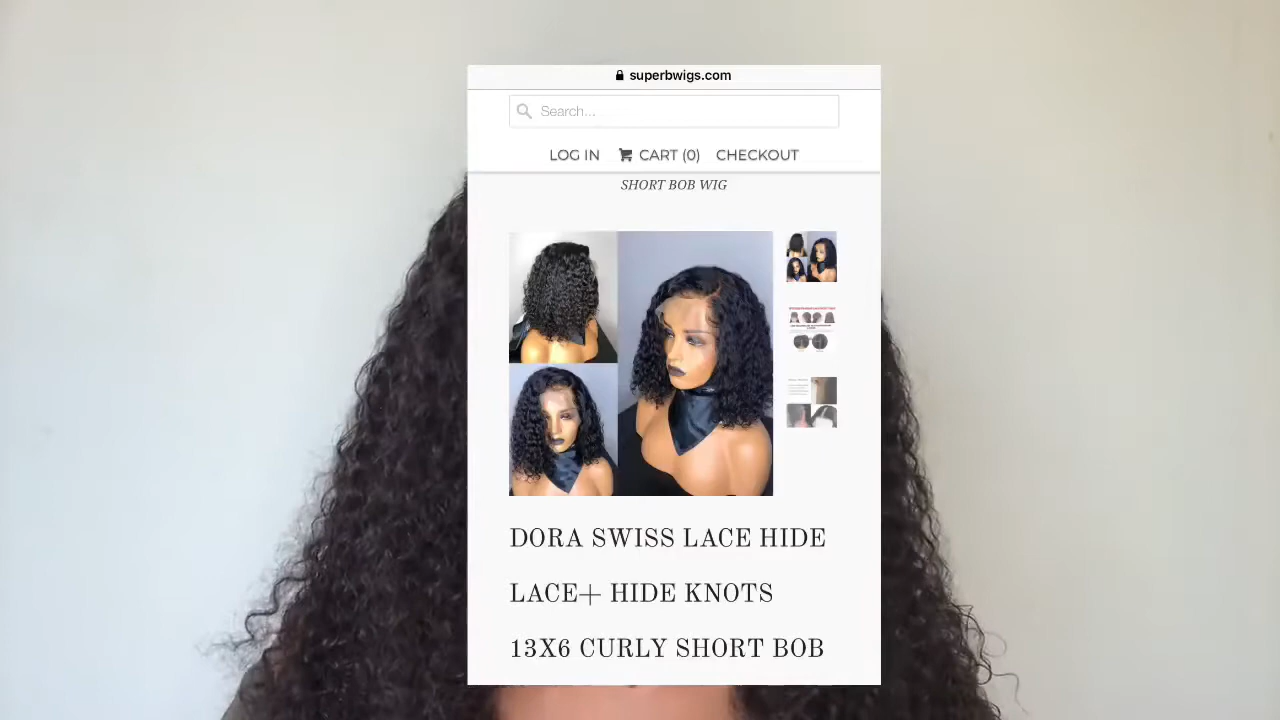 superbwigs.com
Search...
LOG IN CART (0) CHECKOUT
SHORT BOB WIG
DORA SWISS LACE HIDE
LACE+ HIDE KNOTS
13X6 CURLY SHORT BOB